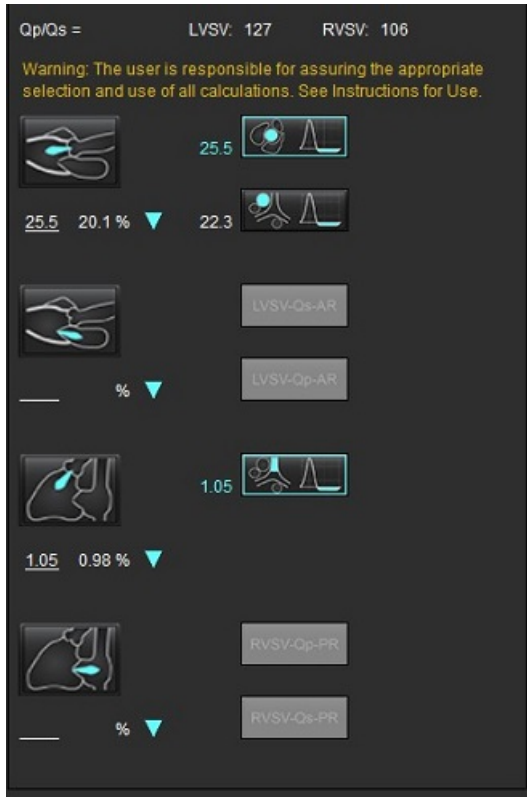 Qp/Qs = LVSV: 127 RVSV: 106
Warning: The user is responsible for assuring the appropriate
selection and use of all calculations. See Instructions for Use.
25.5
25.5 20.1 % 22.3
LVSV-Qs-AR
LVSV-Qp-AR
%
1.05
1.05 0.98 %
RVSV-Qp-PR
RVSV-Qs-PR
%